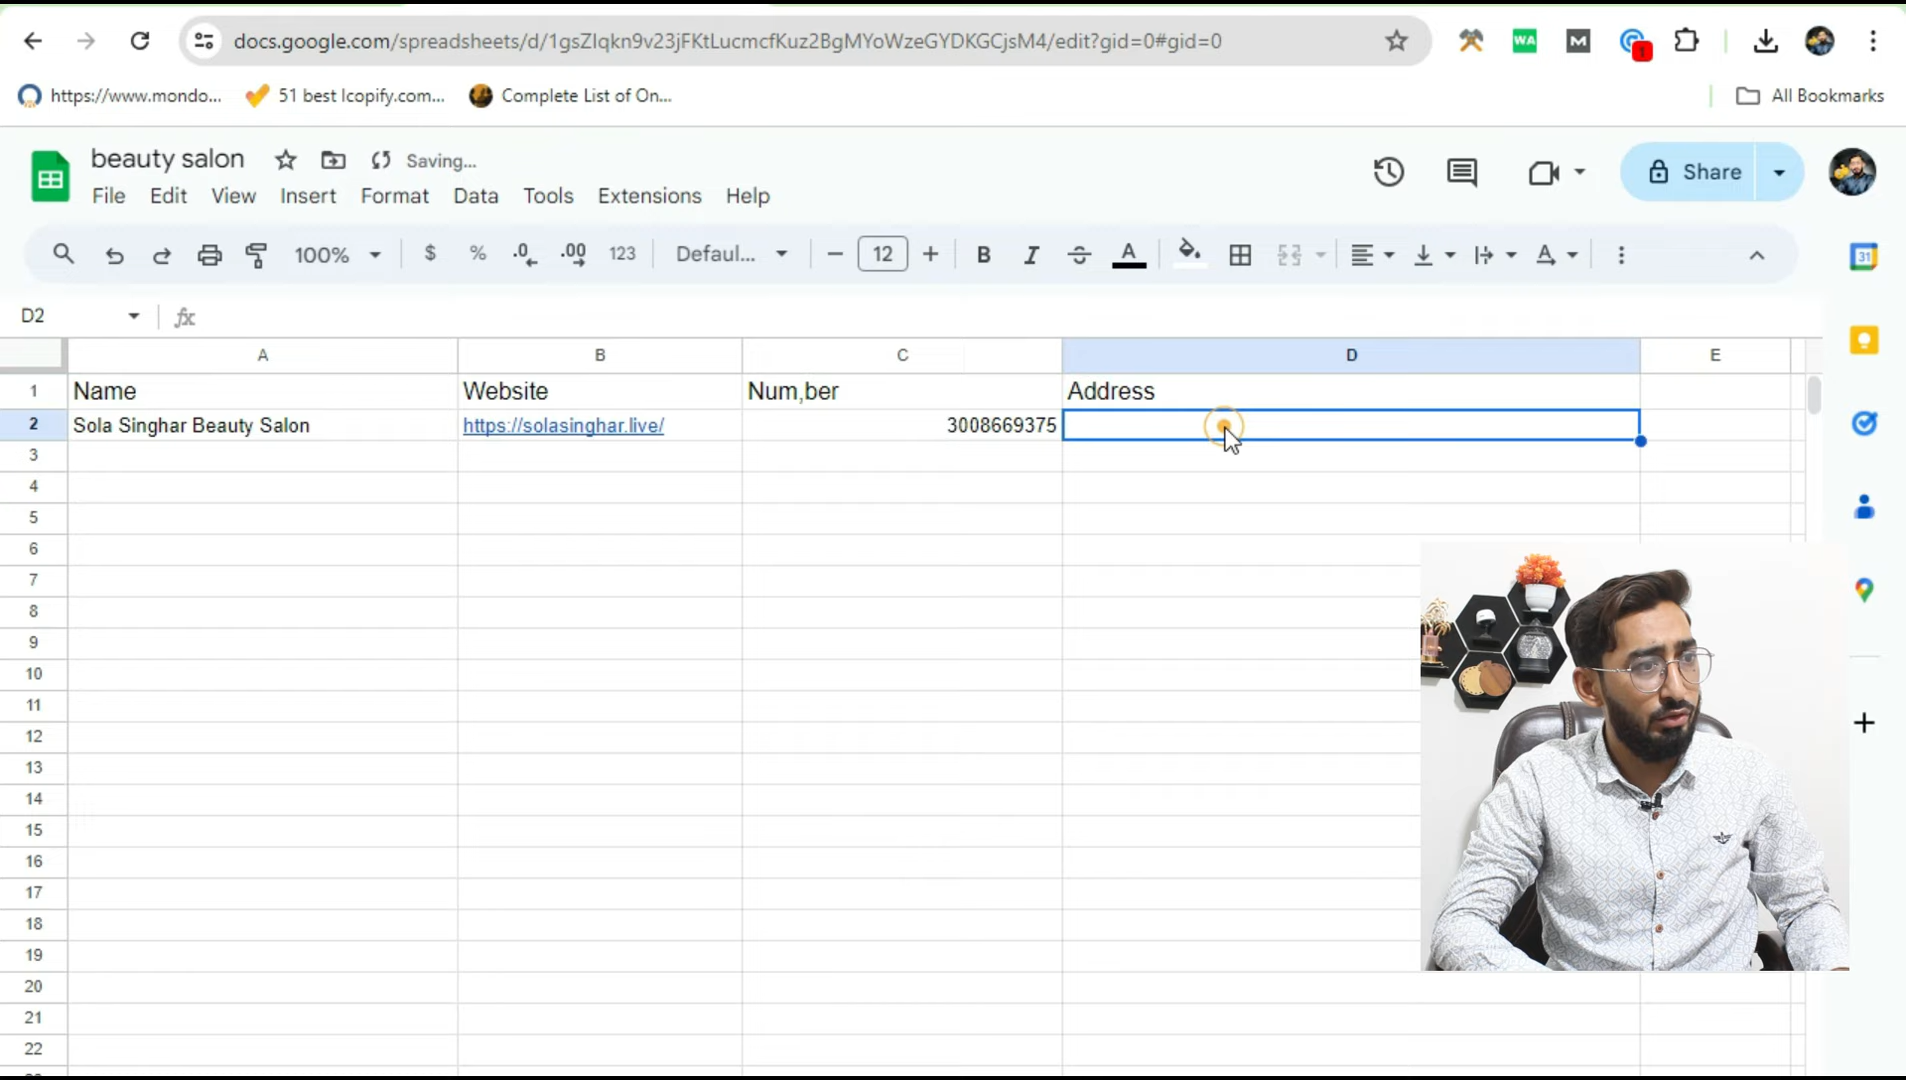 docs.google.com/spreadsheets/d/1gsZIqkn9v23jFKtLucmcfKuz2BgMYoWzeGYDKGCjsM4/edit?gid=0#gid=0
WA
M
1
https://www.mondo...
51 best Icopify.com...
Complete List of On...
All Bookmarks
beauty salon
Saving...
File Edit View Insert Format Data Tools Extensions Help
Share
100%
$ % .0 .00 123
Defaul...
12
B I S A
31
D2
fx
A B C D E
1 Name Website Num,ber Address
2 Sola Singhar Beauty Salon https://solasinghar.live/ 3008669375
3
4
5
6
7
8
9
10
11
12
13
14
15
16
17
18
19
20
21
22